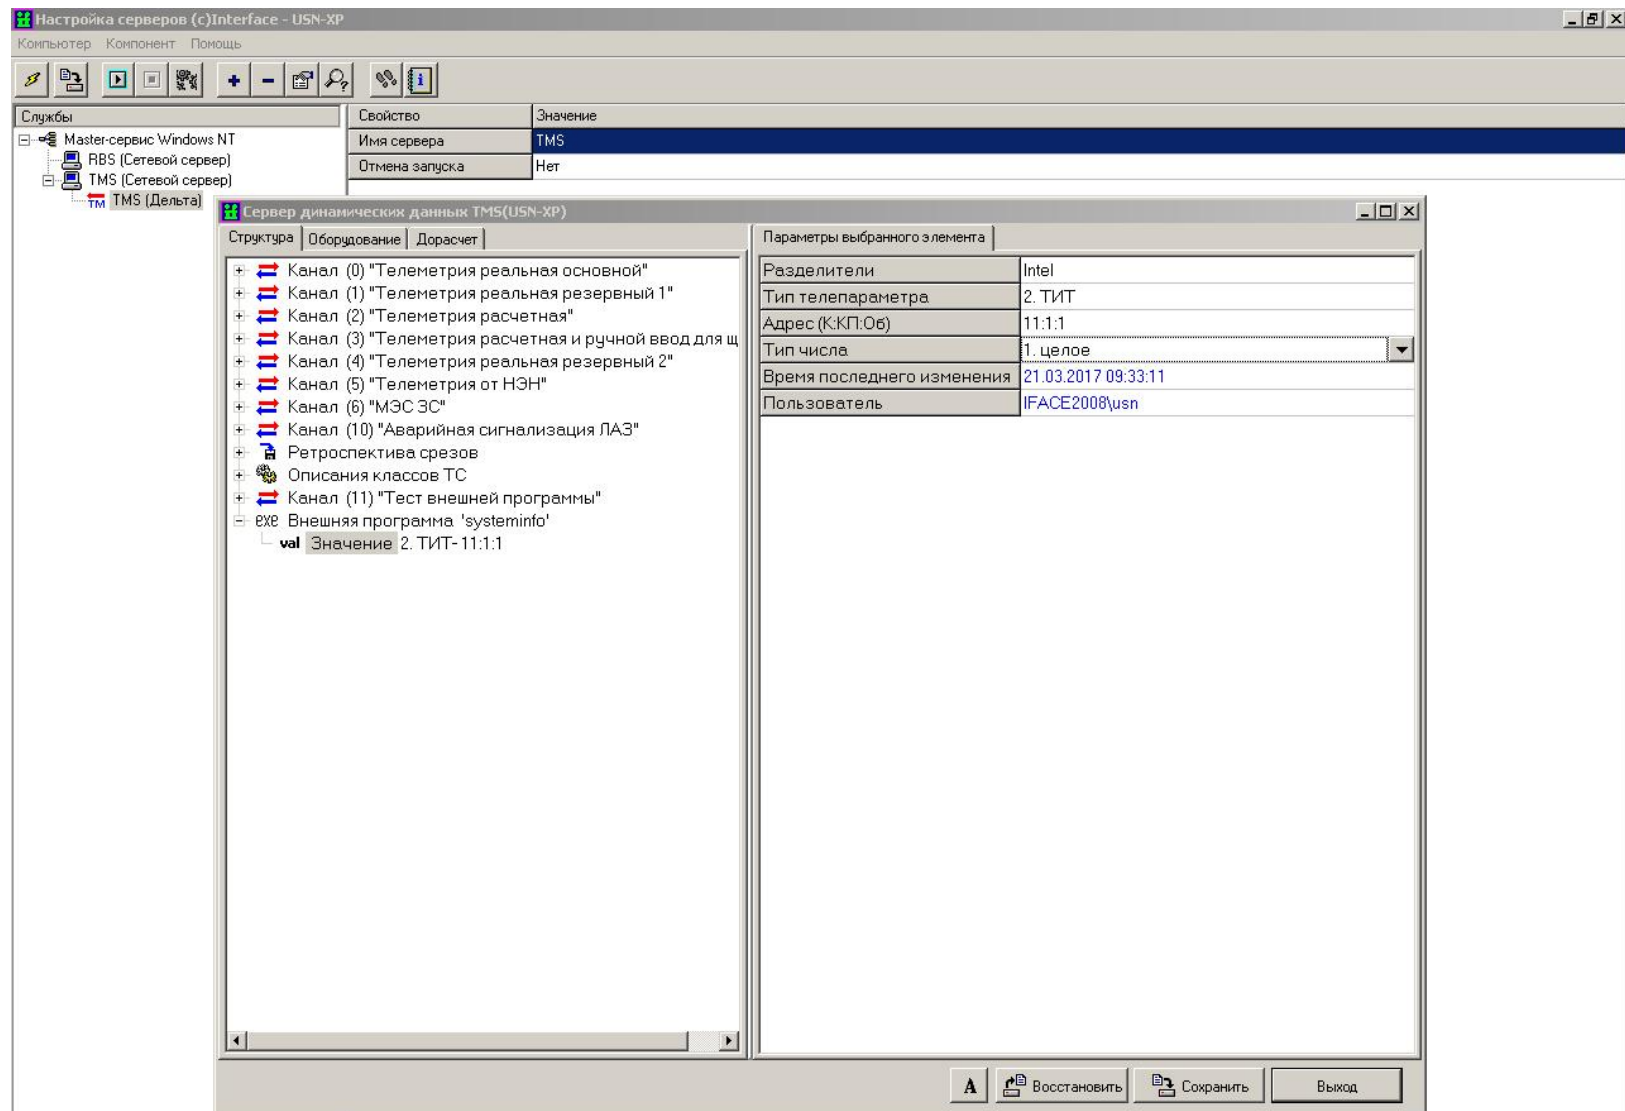 Настройка серверов (c)Interface - USN-XP
Компьютер Компонент Помощь
Службы
Master-сервис Windows NT
RBS (Сетевой сервер)
TMS (Сетевой сервер)
TM TMS (Дельта)
Свойство Значение
Имя сервера TMS
Отмена запуска Нет
Сервер динамических данных TMS(USN-XP)
Структура Оборудование Дорасчет
Канал (0) "Телеметрия реальная основной"
Канал (1) "Телеметрия реальная резервный 1"
Канал (2) "Телеметрия расчетная"
Канал (3) "Телеметрия расчетная и ручной ввод для щ
Канал (4) "Телеметрия реальная резервный 2"
Канал (5) "Телеметрия от НЭН"
Канал (6) "МЭС ЗС"
Канал (10) "Аварийная сигнализация ЛАЗ"
Ретроспектива срезов
Описания классов ТС
Канал (11) "Тест внешней программы"
exe Внешняя программа 'systeminfo'
val Значение 2. ТИТ- 11:1:1
Параметры выбранного элемента
Разделители Intel
Тип телепараметра 2. ТИТ
Адрес (К:КП:Об) 11:1:1
Тип числа 1. целое
Время последнего изменения 21.03.2017 09:33:11
Пользователь IFACE2008\usn
A Восстановить Сохранить Выход